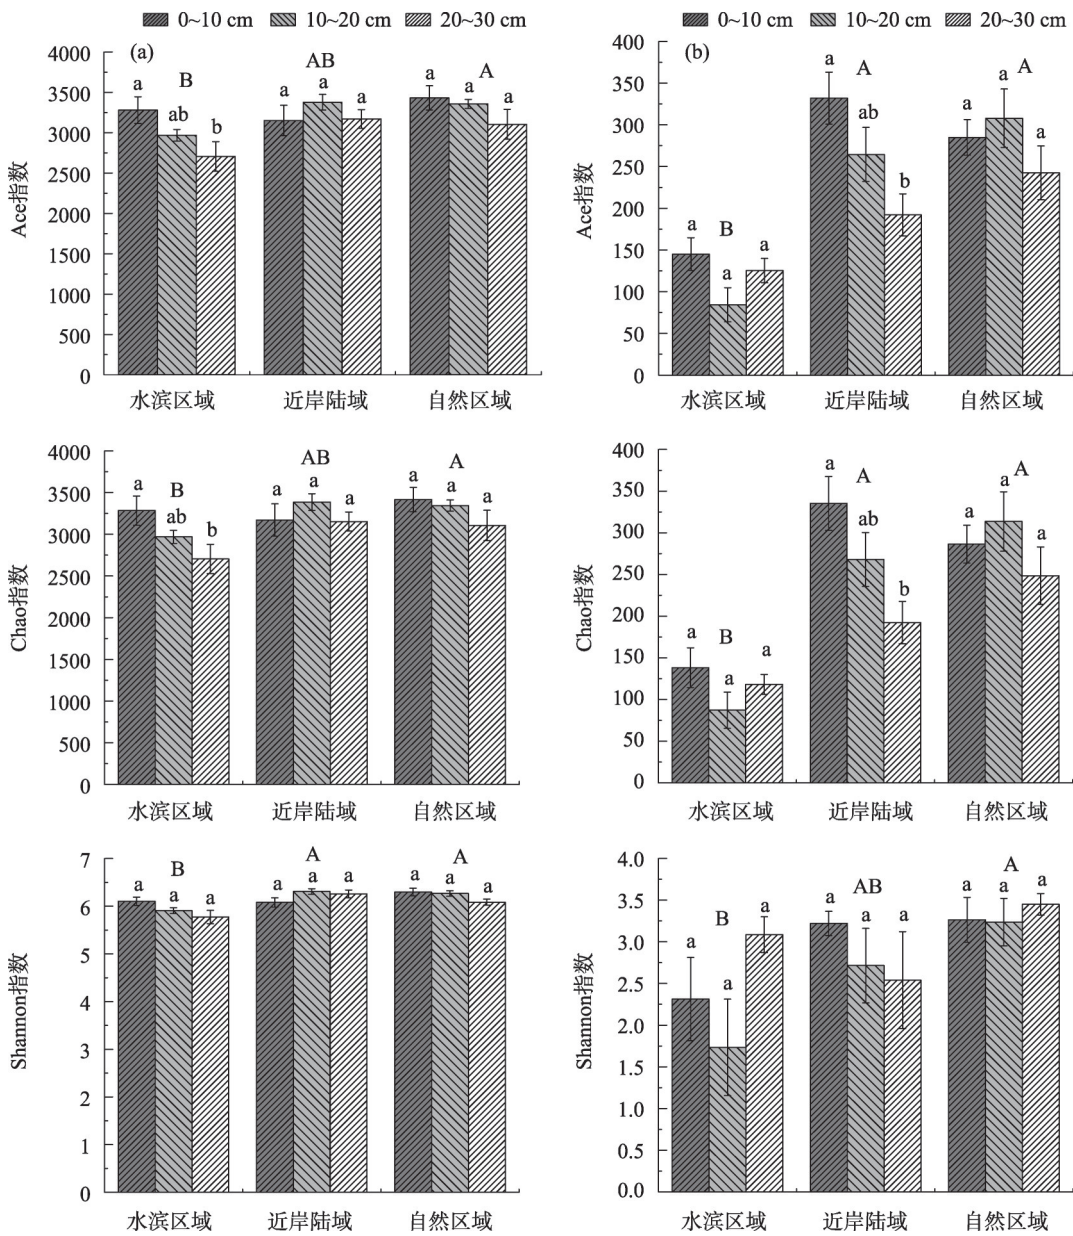 0~10 cm 10~20 cm 20~30 cm
(a)
Ace指数
4000
3500
3000
2500
2000
1500
1000
500
0
a ab b B
a a a AB
a a a A
水滨区域 近岸陆域 自然区域
Chao指数
4000
3500
3000
2500
2000
1500
1000
500
0
a ab b B
a a a AB
a a a A
水滨区域 近岸陆域 自然区域
Shannon指数
7
6
5
4
3
2
1
0
a a a B
a a a A
a a a A
水滨区域 近岸陆域 自然区域
0~10 cm 10~20 cm 20~30 cm
(b)
Ace指数
400
350
300
250
200
150
100
50
0
a a a B
a ab b A
a a a A
水滨区域 近岸陆域 自然区域
Chao指数
400
350
300
250
200
150
100
50
0
a a a B
a ab b A
a a a A
水滨区域 近岸陆域 自然区域
Shannon指数
4.0
3.5
3.0
2.5
2.0
1.5
1.0
0.5
0.0
a a a B
a a a AB
a a a A
水滨区域 近岸陆域 自然区域